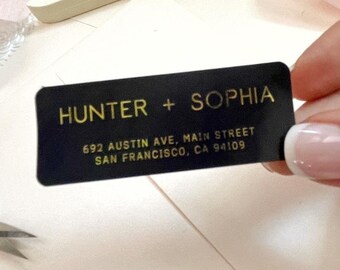 HUNTER + SOPHIA
692 AUSTIN AVE, MAIN STREET
SAN FRANCISCO, CA 94109